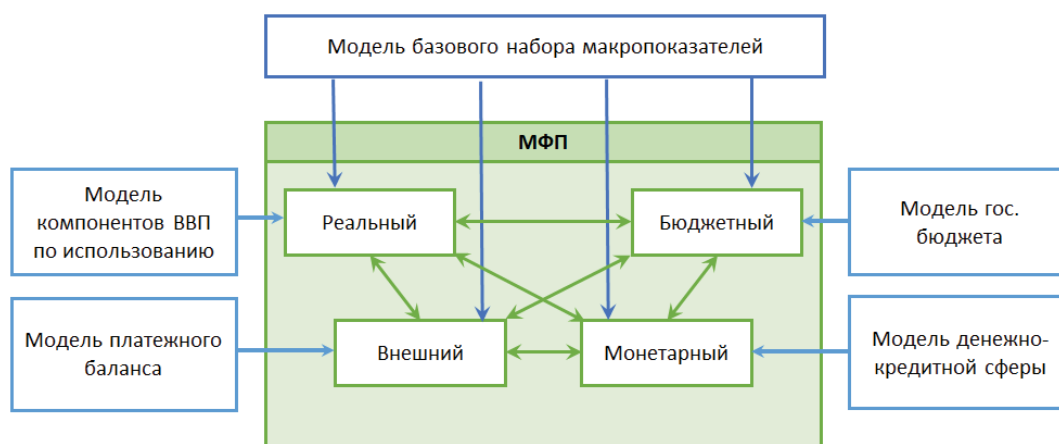 Модель базового набора макропоказателей
МФП
Модель
компонентов ВВП
по использованию
Реальный
Бюджетный
Модель гос.
бюджета
Модель платежного
баланса
Внешний
Монетарный
Модель денежно-
кредитной сферы